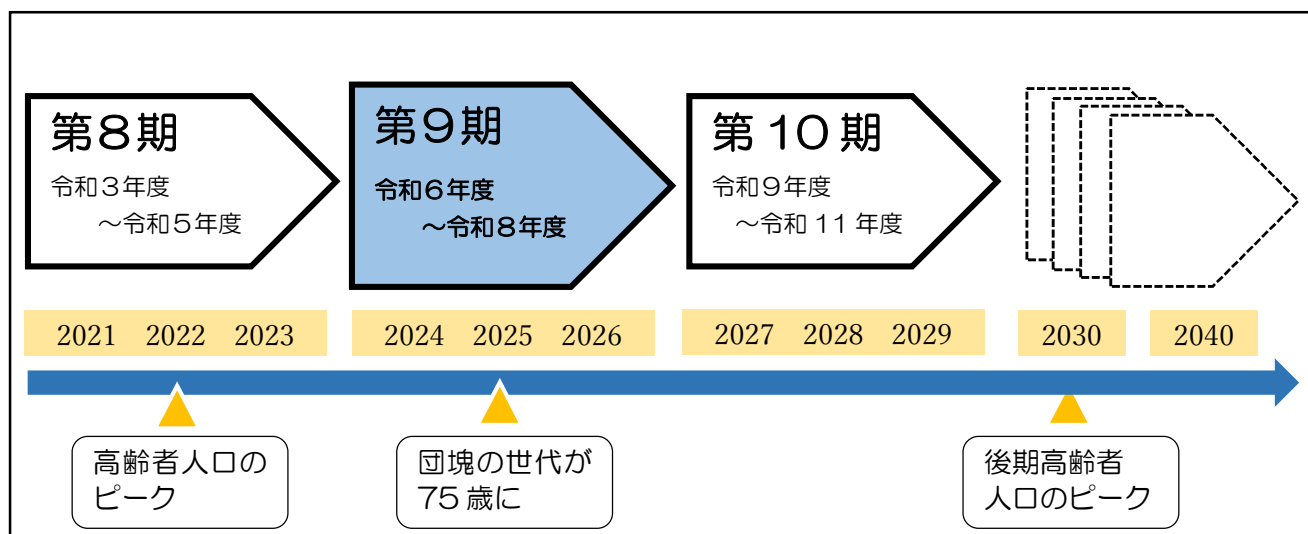 第8期
令和3年度
～令和5年度
第9期
令和6年度
～令和8年度
第10期
令和9年度
～令和11年度
2021 2022 2023
2024 2025 2026
2027 2028 2029
2030
2040
高齢者人口の
ピーク
団塊の世代が
75歳に
後期高齢者
人口のピーク